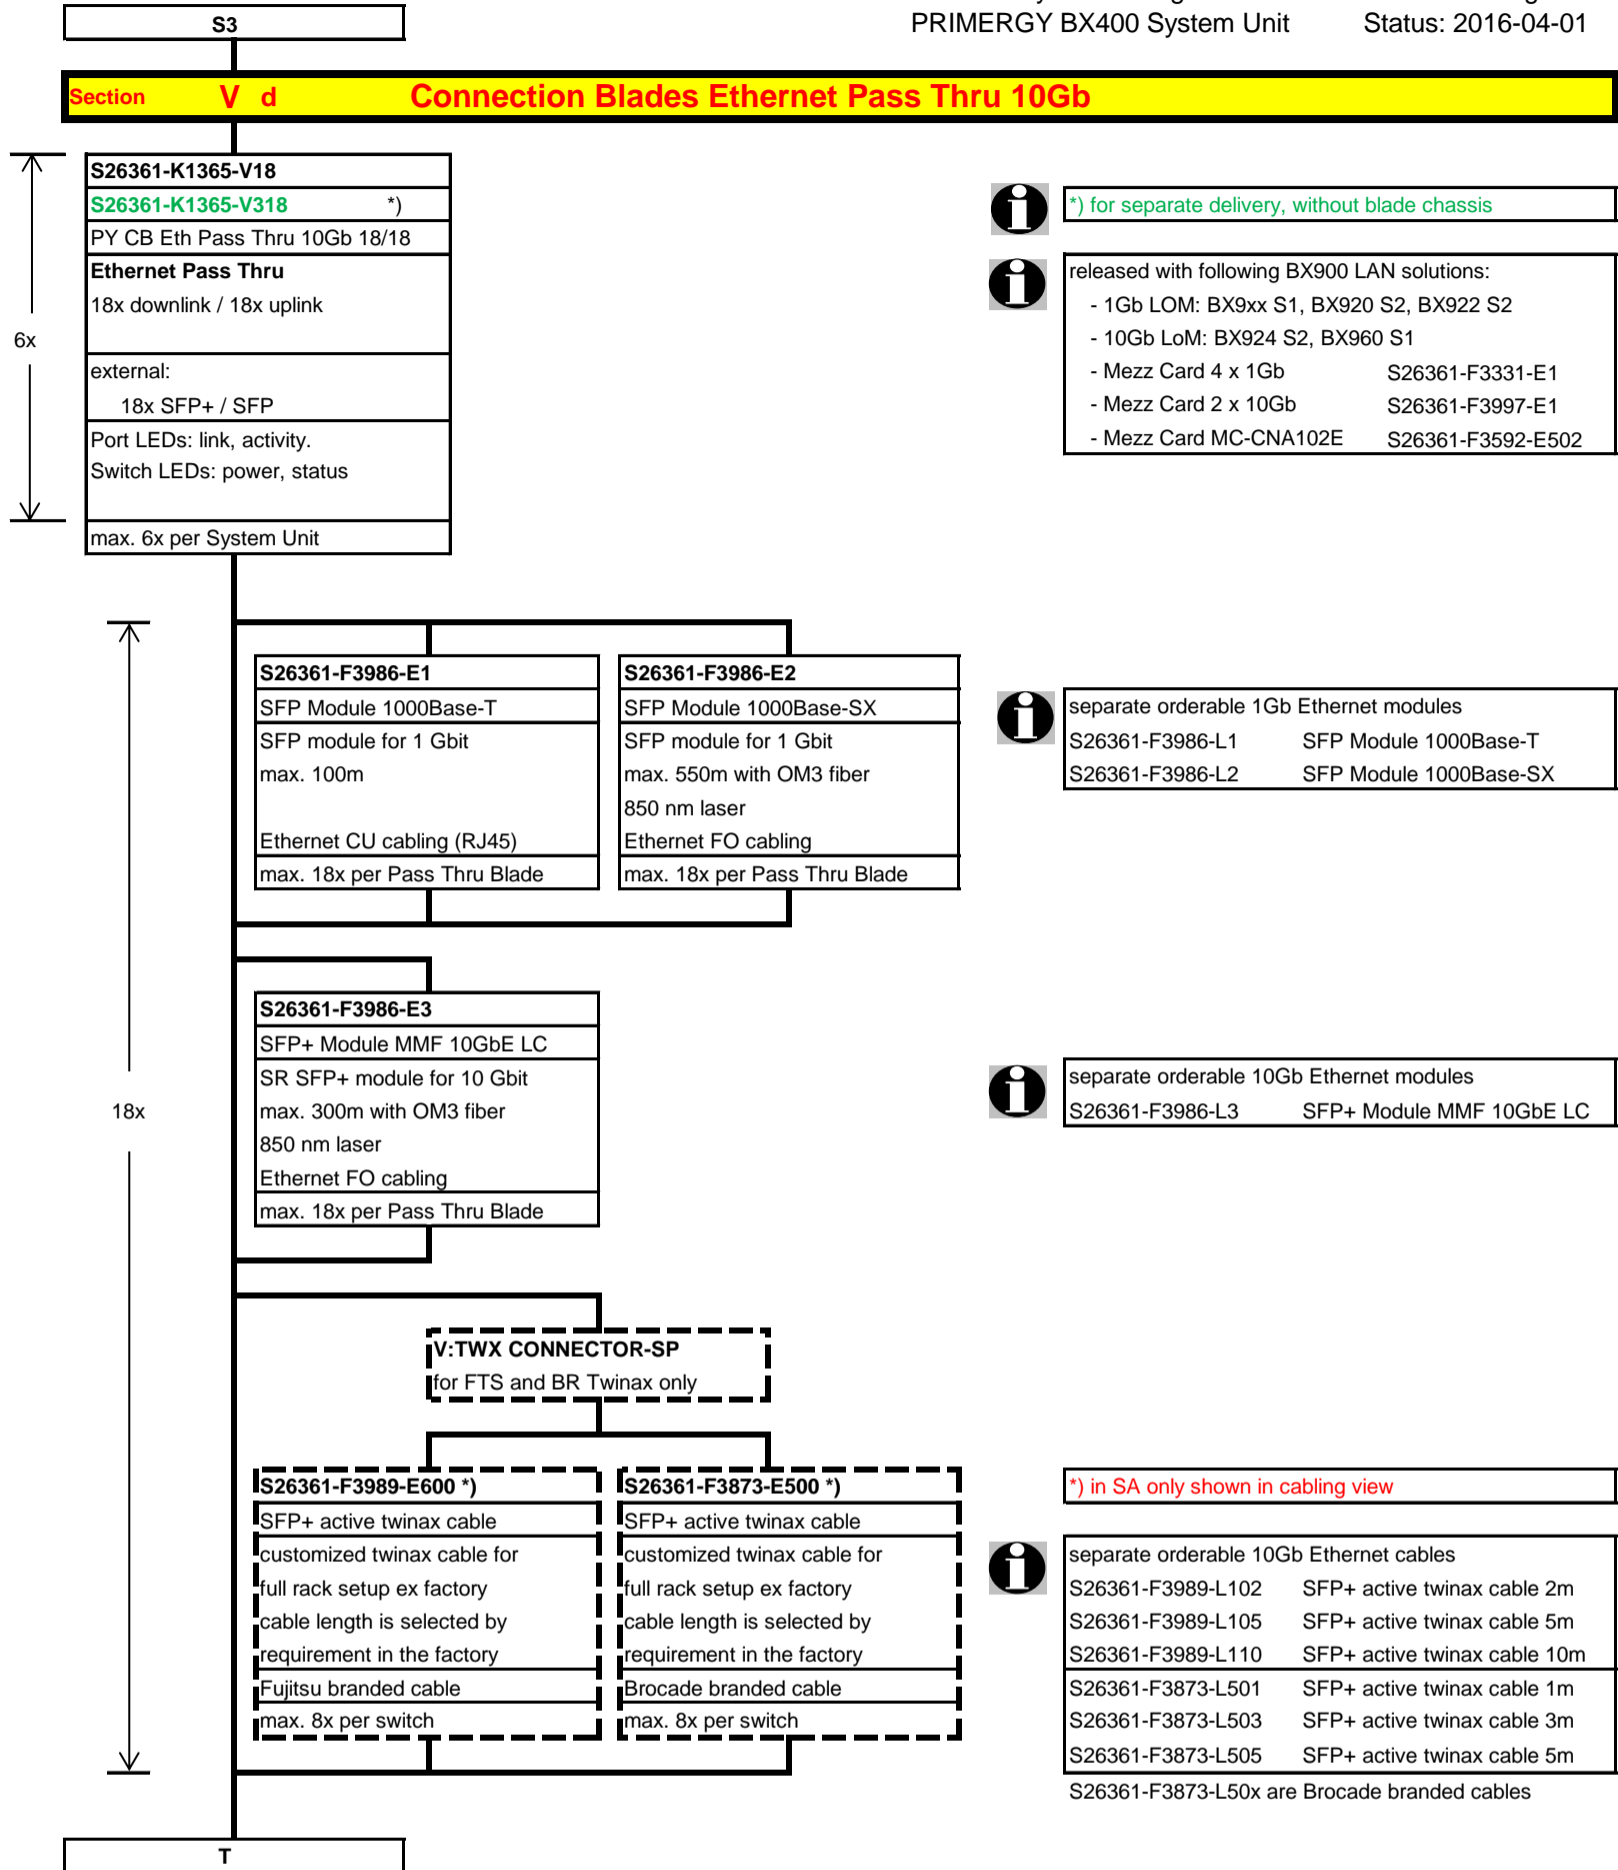 PRIMERGY BX400 System Unit Status: 2016-04-01
S3
Section V d Connection Blades Ethernet Pass Thru 10Gb
S26361-K1365-V18
S26361-K1365-V318 *)
PY CB Eth Pass Thru 10Gb 18/18
Ethernet Pass Thru
18x downlink / 18x uplink
external:
18x SFP+ / SFP
Port LEDs: link, activity.
Switch LEDs: power, status
max. 6x per System Unit
6x
*) for separate delivery, without blade chassis
released with following BX900 LAN solutions:
- 1Gb LOM: BX9xx S1, BX920 S2, BX922 S2
- 10Gb LoM: BX924 S2, BX960 S1
- Mezz Card 4 x 1Gb S26361-F3331-E1
- Mezz Card 2 x 10Gb S26361-F3997-E1
- Mezz Card MC-CNA102E S26361-F3592-E502
S26361-F3986-E1
SFP Module 1000Base-T
SFP module for 1 Gbit
max. 100m
Ethernet CU cabling (RJ45)
max. 18x per Pass Thru Blade
S26361-F3986-E2
SFP Module 1000Base-SX
SFP module for 1 Gbit
max. 550m with OM3 fiber
850 nm laser
Ethernet FO cabling
max. 18x per Pass Thru Blade
separate orderable 1Gb Ethernet modules
S26361-F3986-L1 SFP Module 1000Base-T
S26361-F3986-L2 SFP Module 1000Base-SX
S26361-F3986-E3
SFP+ Module MMF 10GbE LC
SR SFP+ module for 10 Gbit
max. 300m with OM3 fiber
850 nm laser
Ethernet FO cabling
max. 18x per Pass Thru Blade
18x
separate orderable 10Gb Ethernet modules
S26361-F3986-L3 SFP+ Module MMF 10GbE LC
V:TWX CONNECTOR-SP
for FTS and BR Twinax only
S26361-F3989-E600 *)
SFP+ active twinax cable
customized twinax cable for
full rack setup ex factory
cable length is selected by
requirement in the factory
Fujitsu branded cable
max. 8x per switch
S26361-F3873-E500 *)
SFP+ active twinax cable
customized twinax cable for
full rack setup ex factory
cable length is selected by
requirement in the factory
Brocade branded cable
max. 8x per switch
*) in SA only shown in cabling view
separate orderable 10Gb Ethernet cables
S26361-F3989-L102 SFP+ active twinax cable 2m
S26361-F3989-L105 SFP+ active twinax cable 5m
S26361-F3989-L110 SFP+ active twinax cable 10m
S26361-F3873-L501 SFP+ active twinax cable 1m
S26361-F3873-L503 SFP+ active twinax cable 3m
S26361-F3873-L505 SFP+ active twinax cable 5m
S26361-F3873-L50x are Brocade branded cables
T